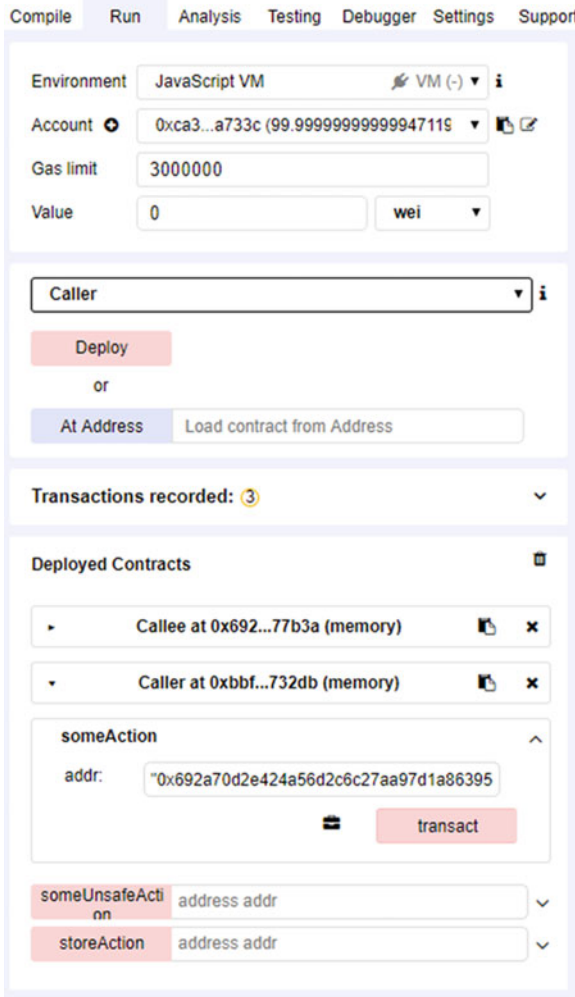 Compile Run Analysis Testing Debugger Settings Support
Environment JavaScript VM VM (-) i
Account 0xca3...a733c (99.99999999999947119
Gas limit 3000000
Value 0 wei
Caller i
Deploy
or
At Address Load contract from Address
Transactions recorded: 3
Deployed Contracts
Callee at 0x692...77b3a (memory)
Caller at 0xbbf...732db (memory)
someAction
addr: "0x692a70d2e424a56d2c6c27aa97d1a86395
transact
someUnsafeActi
on address addr
storeAction address addr